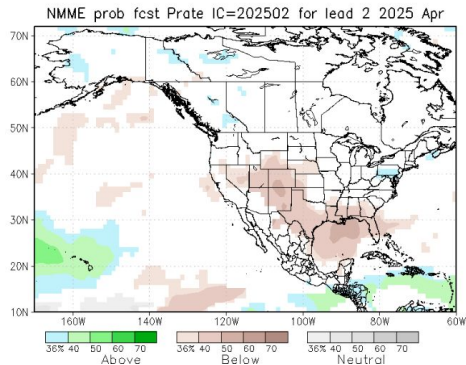 NMME prob fcst Prate IC=202502 for lead 2 2025 Apr
70N
60N
50N
40N
30N
20N
10N
160W 140W 120W 100W 80W 60W
36% 40 50 60 70 36% 40 50 60 70 36% 40 50 60 70
Above Below Neutral